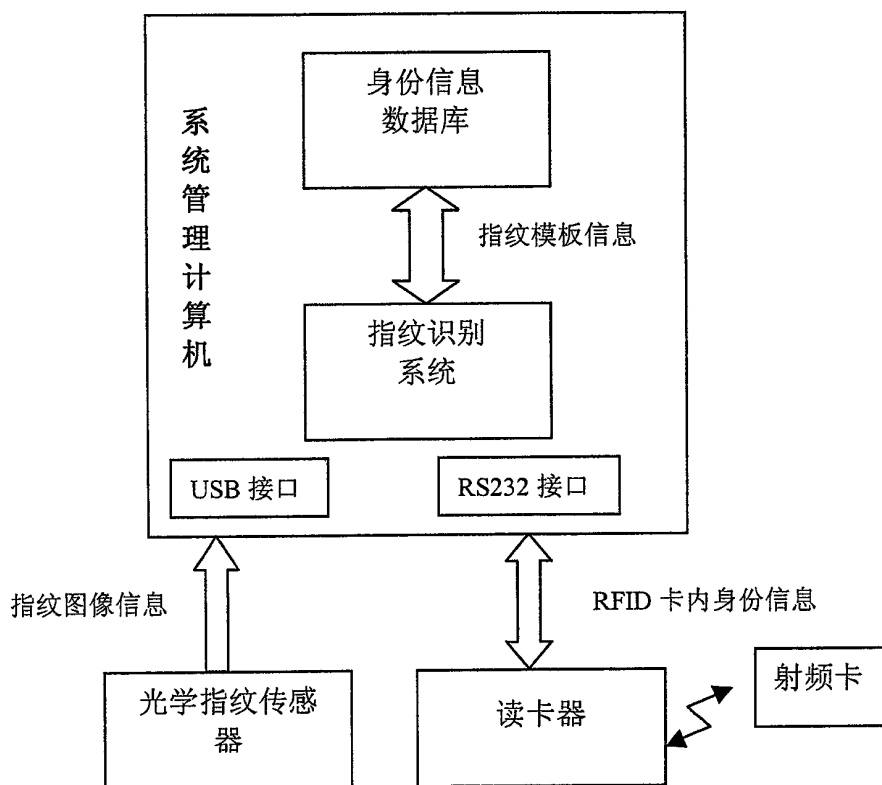 身份信息
数据库
系统管理计算机
指纹模板信息
指纹识别
系统
USB 接口
RS232 接口
指纹图像信息
RFID 卡内身份信息
射频卡
光学指纹传感
器
读卡器